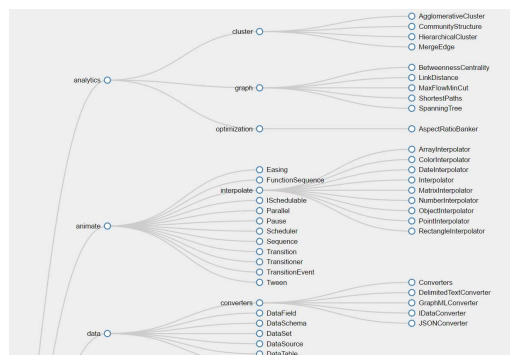 AgglomerativeCluster
CommunityStructure
cluster
HierarchicalCluster
MergeEdge
BetweennessCentrality
analytics
LinkDistance
graph
MaxFlowMinCut
ShortestPaths
SpanningTree
optimization
AspectRatioBanker
ArrayInterpolator
ColorInterpolator
Easing
DateInterpolator
FunctionSequence
Interpolator
interpolate
MatrixInterpolator
ISchedulable
NumberInterpolator
Parallel
ObjectInterpolator
Pause
PointInterpolator
animate
Scheduler
RectangleInterpolator
Sequence
Transition
Transitioner
TransitionEvent
Tween
Converters
DelimitedTextConverter
converters
GraphMLConverter
DataField
IDataConverter
DataSchema
JSONConverter
data
DataSet
DataSource
DataTable